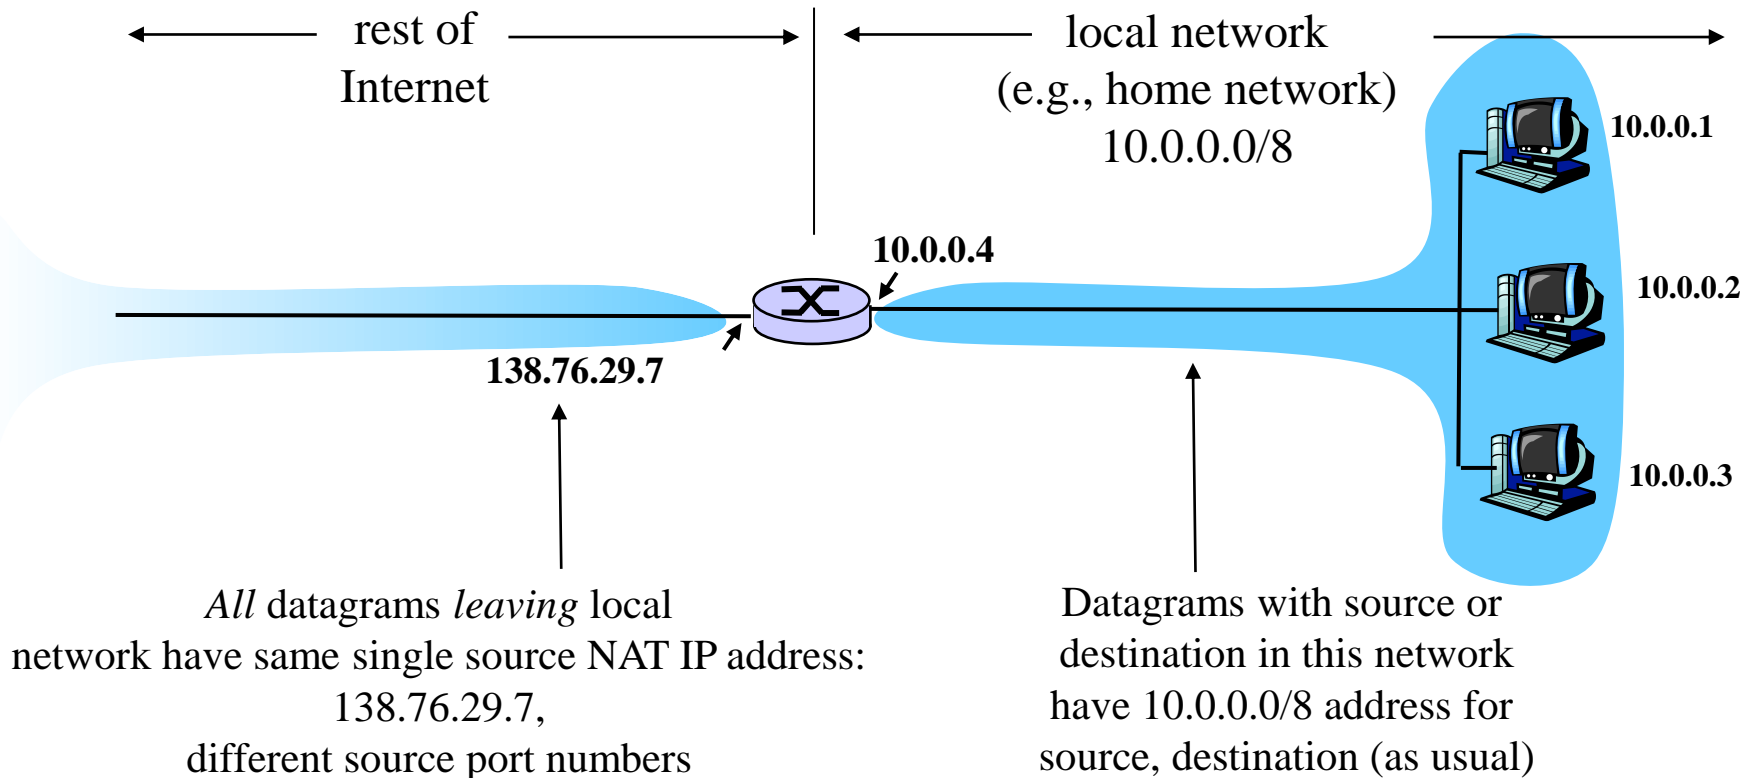 rest of
Internet
local network
(e.g., home network)
10.0.0.0/8
10.0.0.1
10.0.0.4
10.0.0.2
138.76.29.7
10.0.0.3
All datagrams leaving local
network have same single source NAT IP address:
138.76.29.7,
different source port numbers
Datagrams with source or
destination in this network
have 10.0.0.0/8 address for
source, destination (as usual)